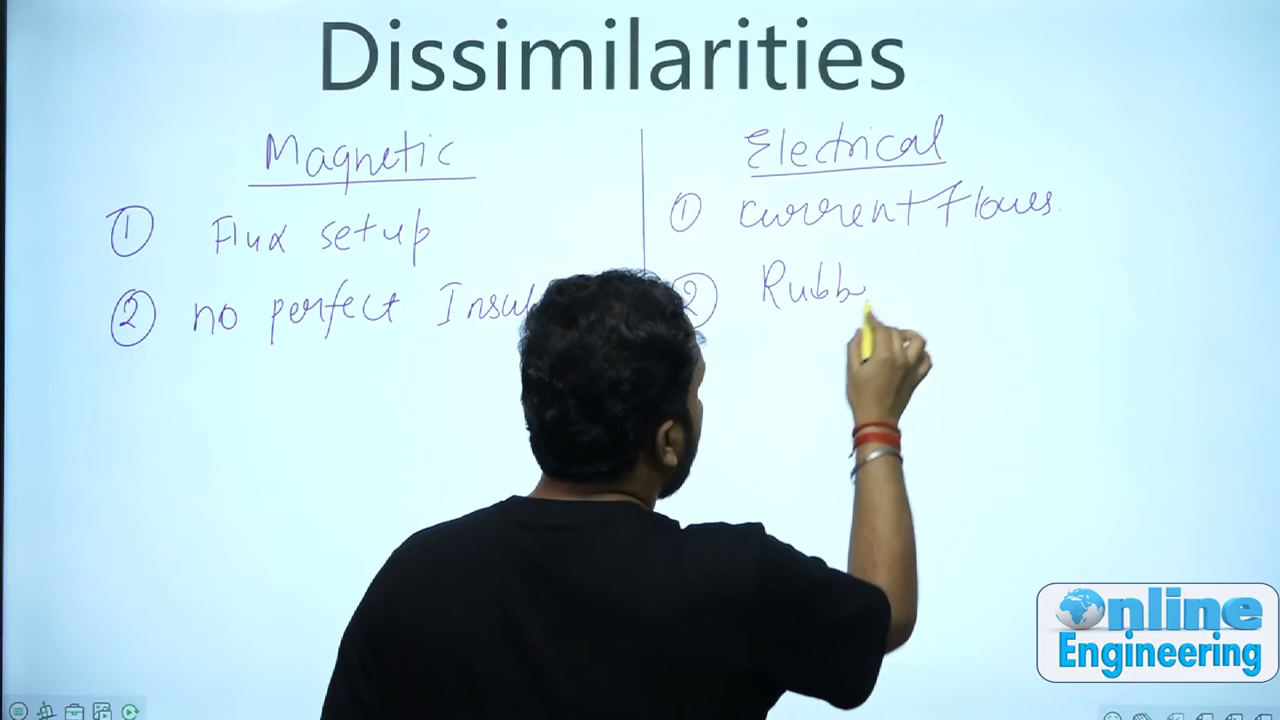 Dissimilarities
Magnetic
Electrical
① Flux setup
① current flows.
② no perfect Insul
② Rubb
Online
Engineering